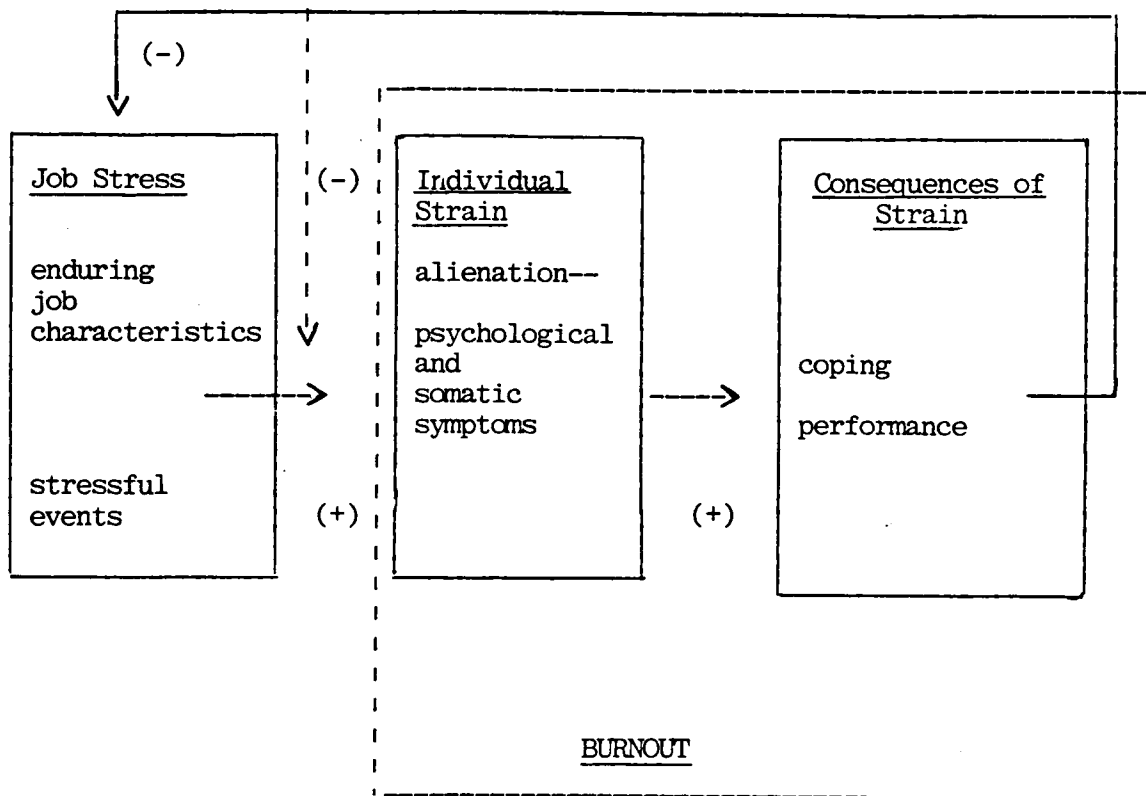 (-)
Job Stress
enduring
job
characteristics
stressful
events
(-)
(+)
Individual
Strain
alienation--
psychological
and
somatic
symptoms
(+)
Consequences of
Strain
coping
performance
BURNOUT